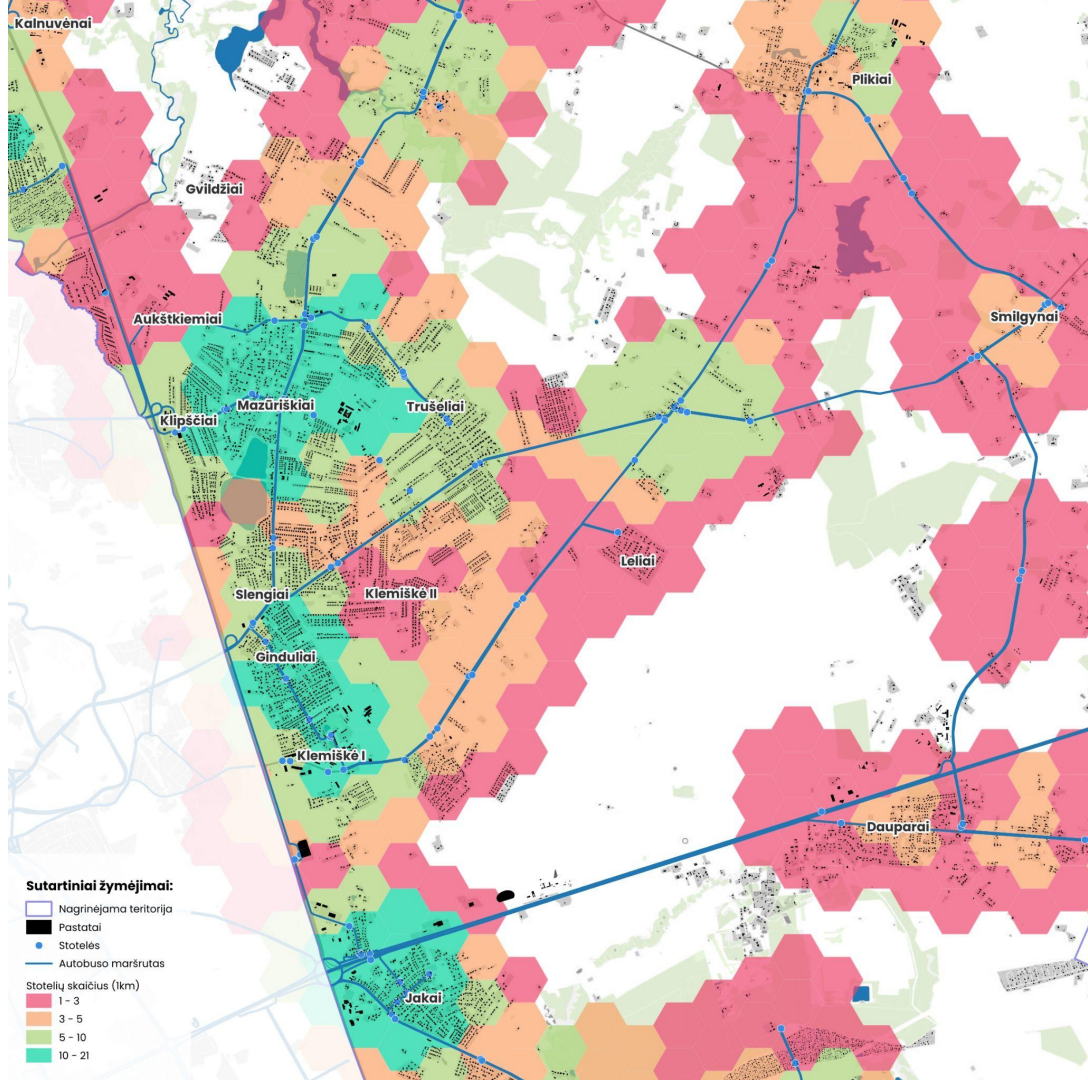 Kalnuvėnai
Plikiai
Gvildžiai
Aukštkiemiai
Smilgynai
Mazūriškiai
Trušeliai
Klipščiai
Leliai
Slengiai
Klemiškė II
Ginduliai
Klemiškė I
Dauparai
Jakai
Sutartiniai žymėjimai:
Nagrinėjama teritorija
Pastatai
Stotelės
Autobuso maršrutas
Stotelių skaičius (1km)
1 - 3
3 - 5
5 - 10
10 - 21